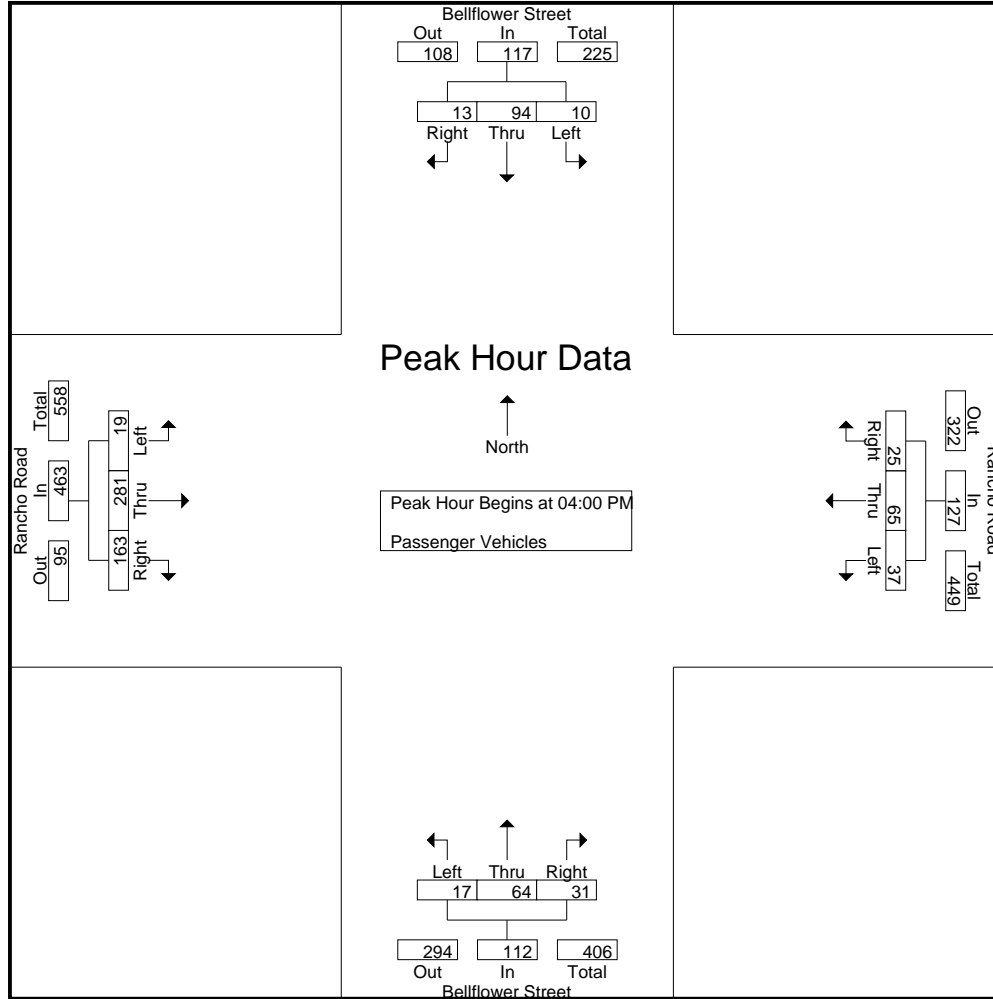 Bellflower Street
Out In Total
108 117 225
13 94 10
Right Thru Left
Peak Hour Data
North
Peak Hour Begins at 04:00 PM
Passenger Vehicles
Rancho Road
Total In Out
558 463 95
19 281 163
Left Thru Right
Rancho Road
Out In Total
322 127 449
25 65 37
Right Thru Left
Left Thru Right
17 64 31
294 112 406
Out In Total
Bellflower Street